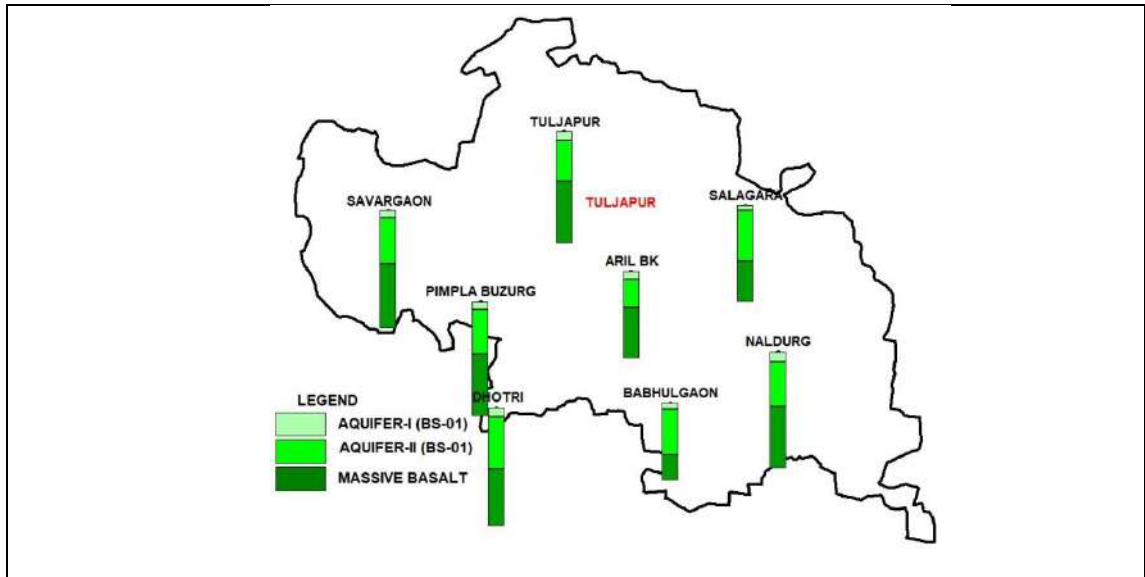 TULJAPUR
SAVARGAON
TULJAPUR
SALAGARA
ARIL BK
PIMPLA BUZURG
NALDURG
DHOTRI
BABHULGAON
LEGEND
AQUIFER-I (BS-01)
AQUIFER-II (BS-01)
MASSIVE BASALT